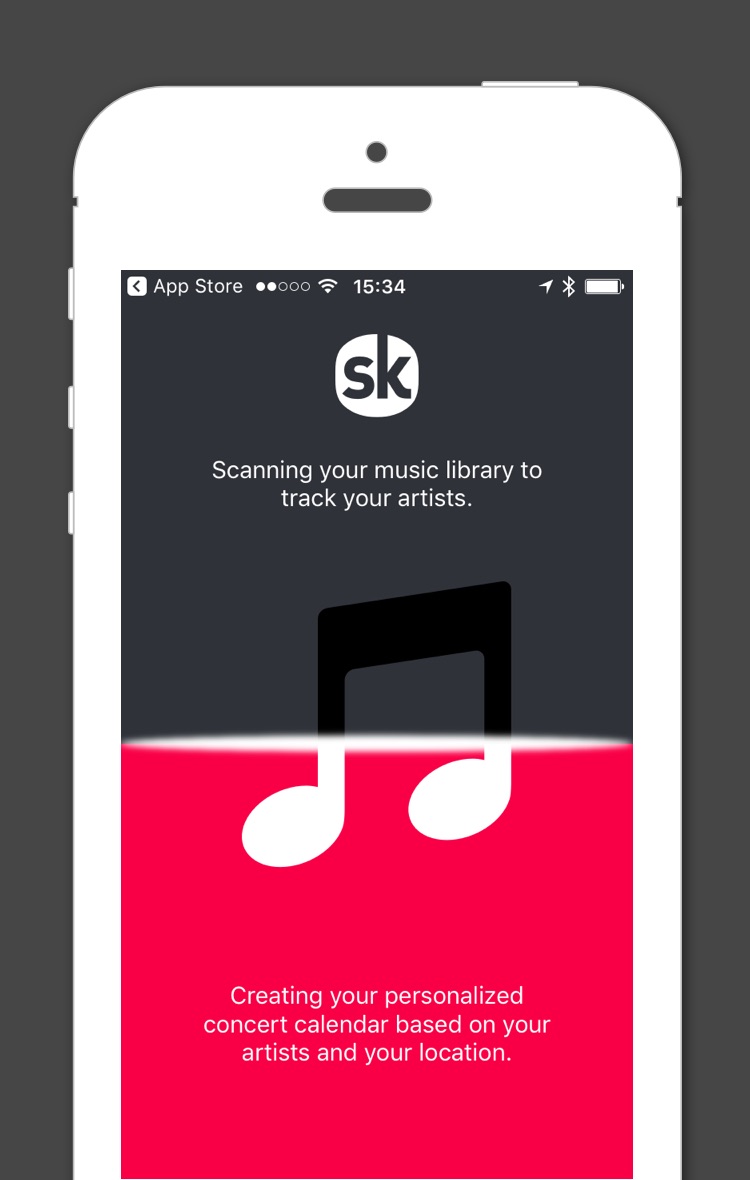 App Store 15:34
sk
Scanning your music library to
track your artists.
Creating your personalized
concert calendar based on your
artists and your location.